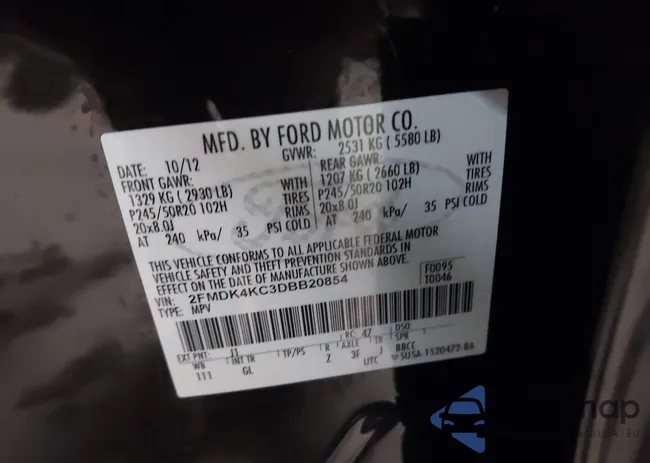 MFD. BY FORD MOTOR CO.
DATE: 10/12 GVWR: 2531 KG ( 5580 LB)
FRONT GAWR: REAR GAWR:
1329 KG ( 2930 LB) WITH 1207 KG ( 2660 LB) WITH
P245/50R20 102H TIRES P245/50R20 102H TIRES
20x8.0J RIMS 20x8.0J RIMS
AT 240 kPa/ 35 PSI COLD AT 240 kPa/ 35 PSI COLD
THIS VEHICLE CONFORMS TO ALL APPLICABLE FEDERAL MOTOR
VEHICLE SAFETY AND THEFT PREVENTION STANDARDS IN
EFFECT ON THE DATE OF MANUFACTURE SHOWN ABOVE.
VIN: 2FMDK4KC3DBB20854 F0095
TYPE: MPV T0046
EXT PNT: RC: 47 DSO:
WB INT TR TP/PS R AXLE TR SPR
111 GL Z 3F J BBCC
UTC